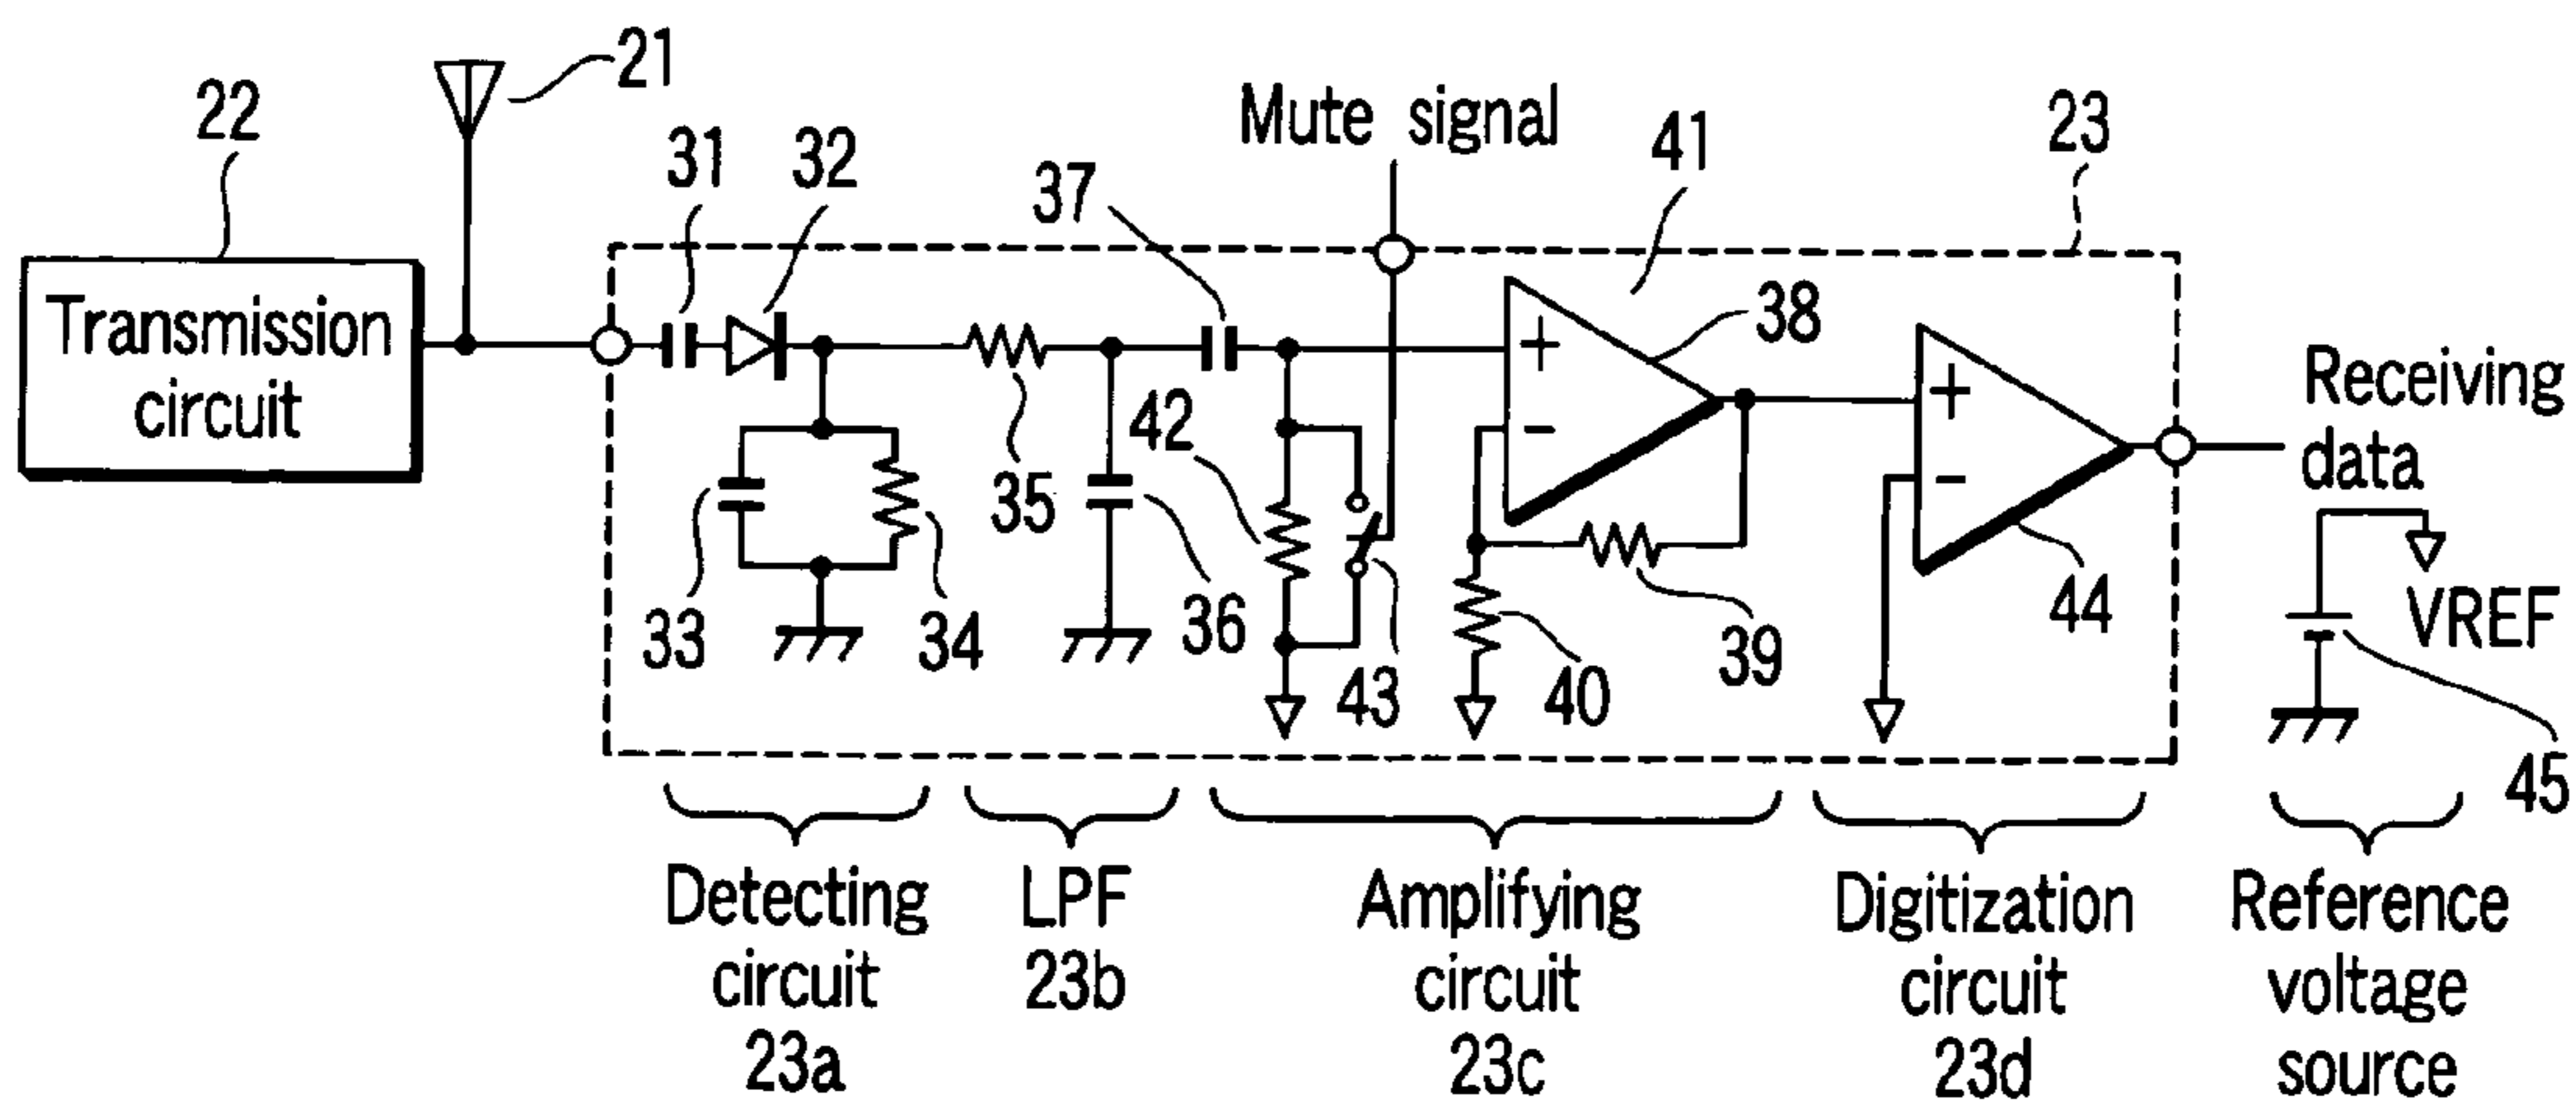 21
22
Mute signal
23
41
31
32
37
38
Transmission
circuit
Receiving
data
42
35
33
34
36
43
40
39
44
VREF
45
Detecting
circuit
23a
LPF
23b
Amplifying
circuit
23c
Digitization
circuit
23d
Reference
voltage
source